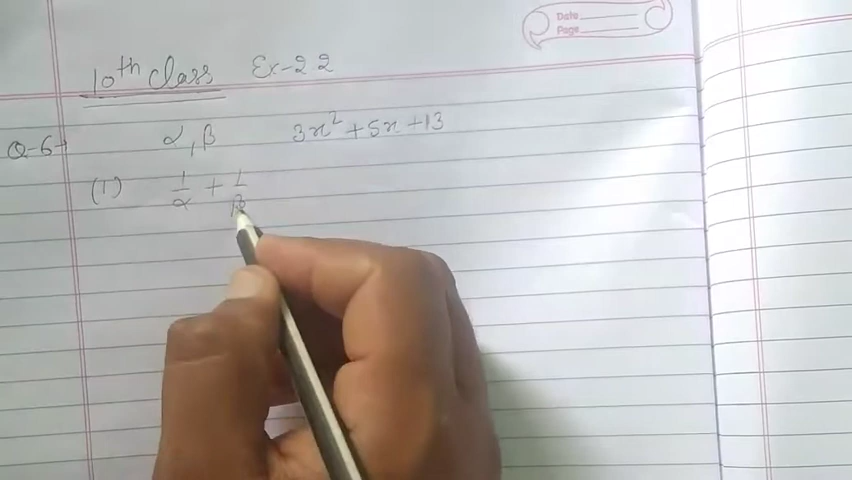 Date
Page
10th class Ex-2.2
Q-6→ α, β 3x² + 5x + 13
(1) 1/α + 1/β